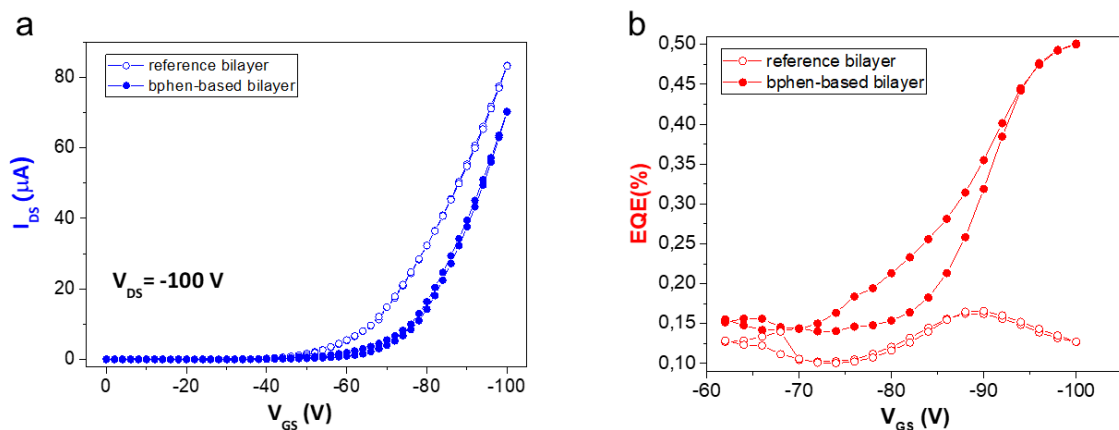 a
reference bilayer
bphen-based bilayer
80
60
40
20
0
I_DS (μA)
V_DS= -100 V
0
-20
-40
-60
-80
-100
V_GS (V)
b
reference bilayer
bphen-based bilayer
0,50
0,45
0,40
0,35
0,30
0,25
0,20
0,15
0,10
EQE(%)
-60
-70
-80
-90
-100
V_GS (V)